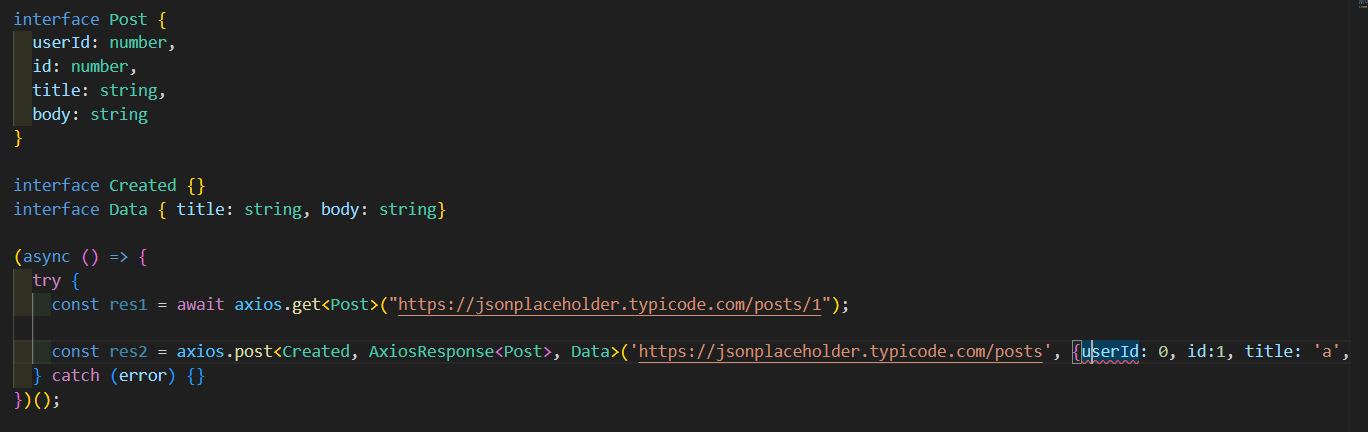 interface Post {
userId: number,
id: number,
title: string,
body: string
}
interface Created {}
interface Data { title: string, body: string}
(async () => {
try {
const res1 = await axios.get<Post>("https://jsonplaceholder.typicode.com/posts/1");
const res2 = axios.post<Created, AxiosResponse<Post>, Data>('https://jsonplaceholder.typicode.com/posts', {userId: 0, id:1, title: 'a',
} catch (error) {}
})();